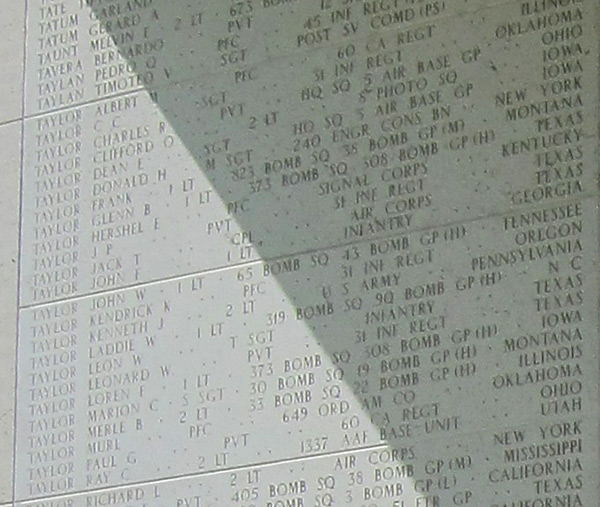 TATE GARLAND
TATUM GERARD A
TAUNT MELVIN E 2 LT 673
TAVERA BERNARDO PVT
TAYLAN PEDRO Q PFC 45 INF REGT
TAYLAN TIMOTEO V SGT POST SV COMD (PS)
TAYLOR ALBERT H PFC 60 CA REGT ILLINOIS
TAYLOR C C SGT 31 INF REGT OKLAHOMA
TAYLOR CHARLES R PVT HQ SQ 5 AIR BASE GP OHIO
TAYLOR CLIFFORD O 2 LT 8 PHOTO SQ IOWA
TAYLOR DEAN E SGT HQ SQ 5 AIR BASE GP IOWA
TAYLOR DONALD H M SGT 240 ENGR CONS BN NEW YORK
TAYLOR FRANK 1 LT 823 BOMB SQ 38 BOMB GP (M) MONTANA
TAYLOR GLENN B 1 LT 373 BOMB SQ 308 BOMB GP (H) TEXAS
TAYLOR HERSHEL E PFC SIGNAL CORPS KENTUCKY
TAYLOR J P PVT 31 INF REGT TEXAS
TAYLOR JACK T CPL AIR CORPS TEXAS
TAYLOR JOHN F 1 LT INFANTRY GEORGIA
TAYLOR JOHN W 1 LT 65 BOMB SQ 43 BOMB GP (H) TENNESSEE
TAYLOR KENDRICK K PFC 31 INF REGT OREGON
TAYLOR KENNETH J 2 LT U S ARMY PENNSYLVANIA
TAYLOR LADDIE W 1 LT 319 BOMB SQ 90 BOMB GP (H) N C
TAYLOR LEON W T SGT INFANTRY TEXAS
TAYLOR LEONARD W PVT 31 INF REGT TEXAS
TAYLOR LOREN F 1 LT 373 BOMB SQ 308 BOMB GP (H) IOWA
TAYLOR MARION C S SGT 30 BOMB SQ 19 BOMB GP (H) MONTANA
TAYLOR MERLE B 2 LT 33 BOMB SQ 22 BOMB GP (H) ILLINOIS
TAYLOR MURL PFC 649 ORD AM CO OKLAHOMA
TAYLOR PAUL G PVT 60 CA REGT OHIO
TAYLOR RAY C 2 LT 1337 AAF BASE UNIT UTAH
TAYLOR RICHARD L 2 LT AIR CORPS NEW YORK
PVT 405 BOMB SQ 38 BOMB GP (M) MISSISSIPPI
BOMB SQ 3 BOMB GP (L) CALIFORNIA
FTR GP TEXAS
CALIFORNIA